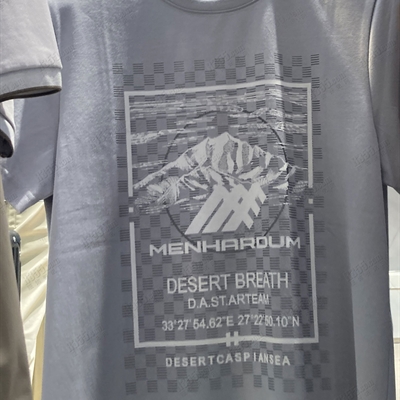 MENHARDUM
DESERT BREATH
D.A.ST.ARTEAM
33°27'54.62"E 27°22'50.10"N
DESERTCASPIANSEA